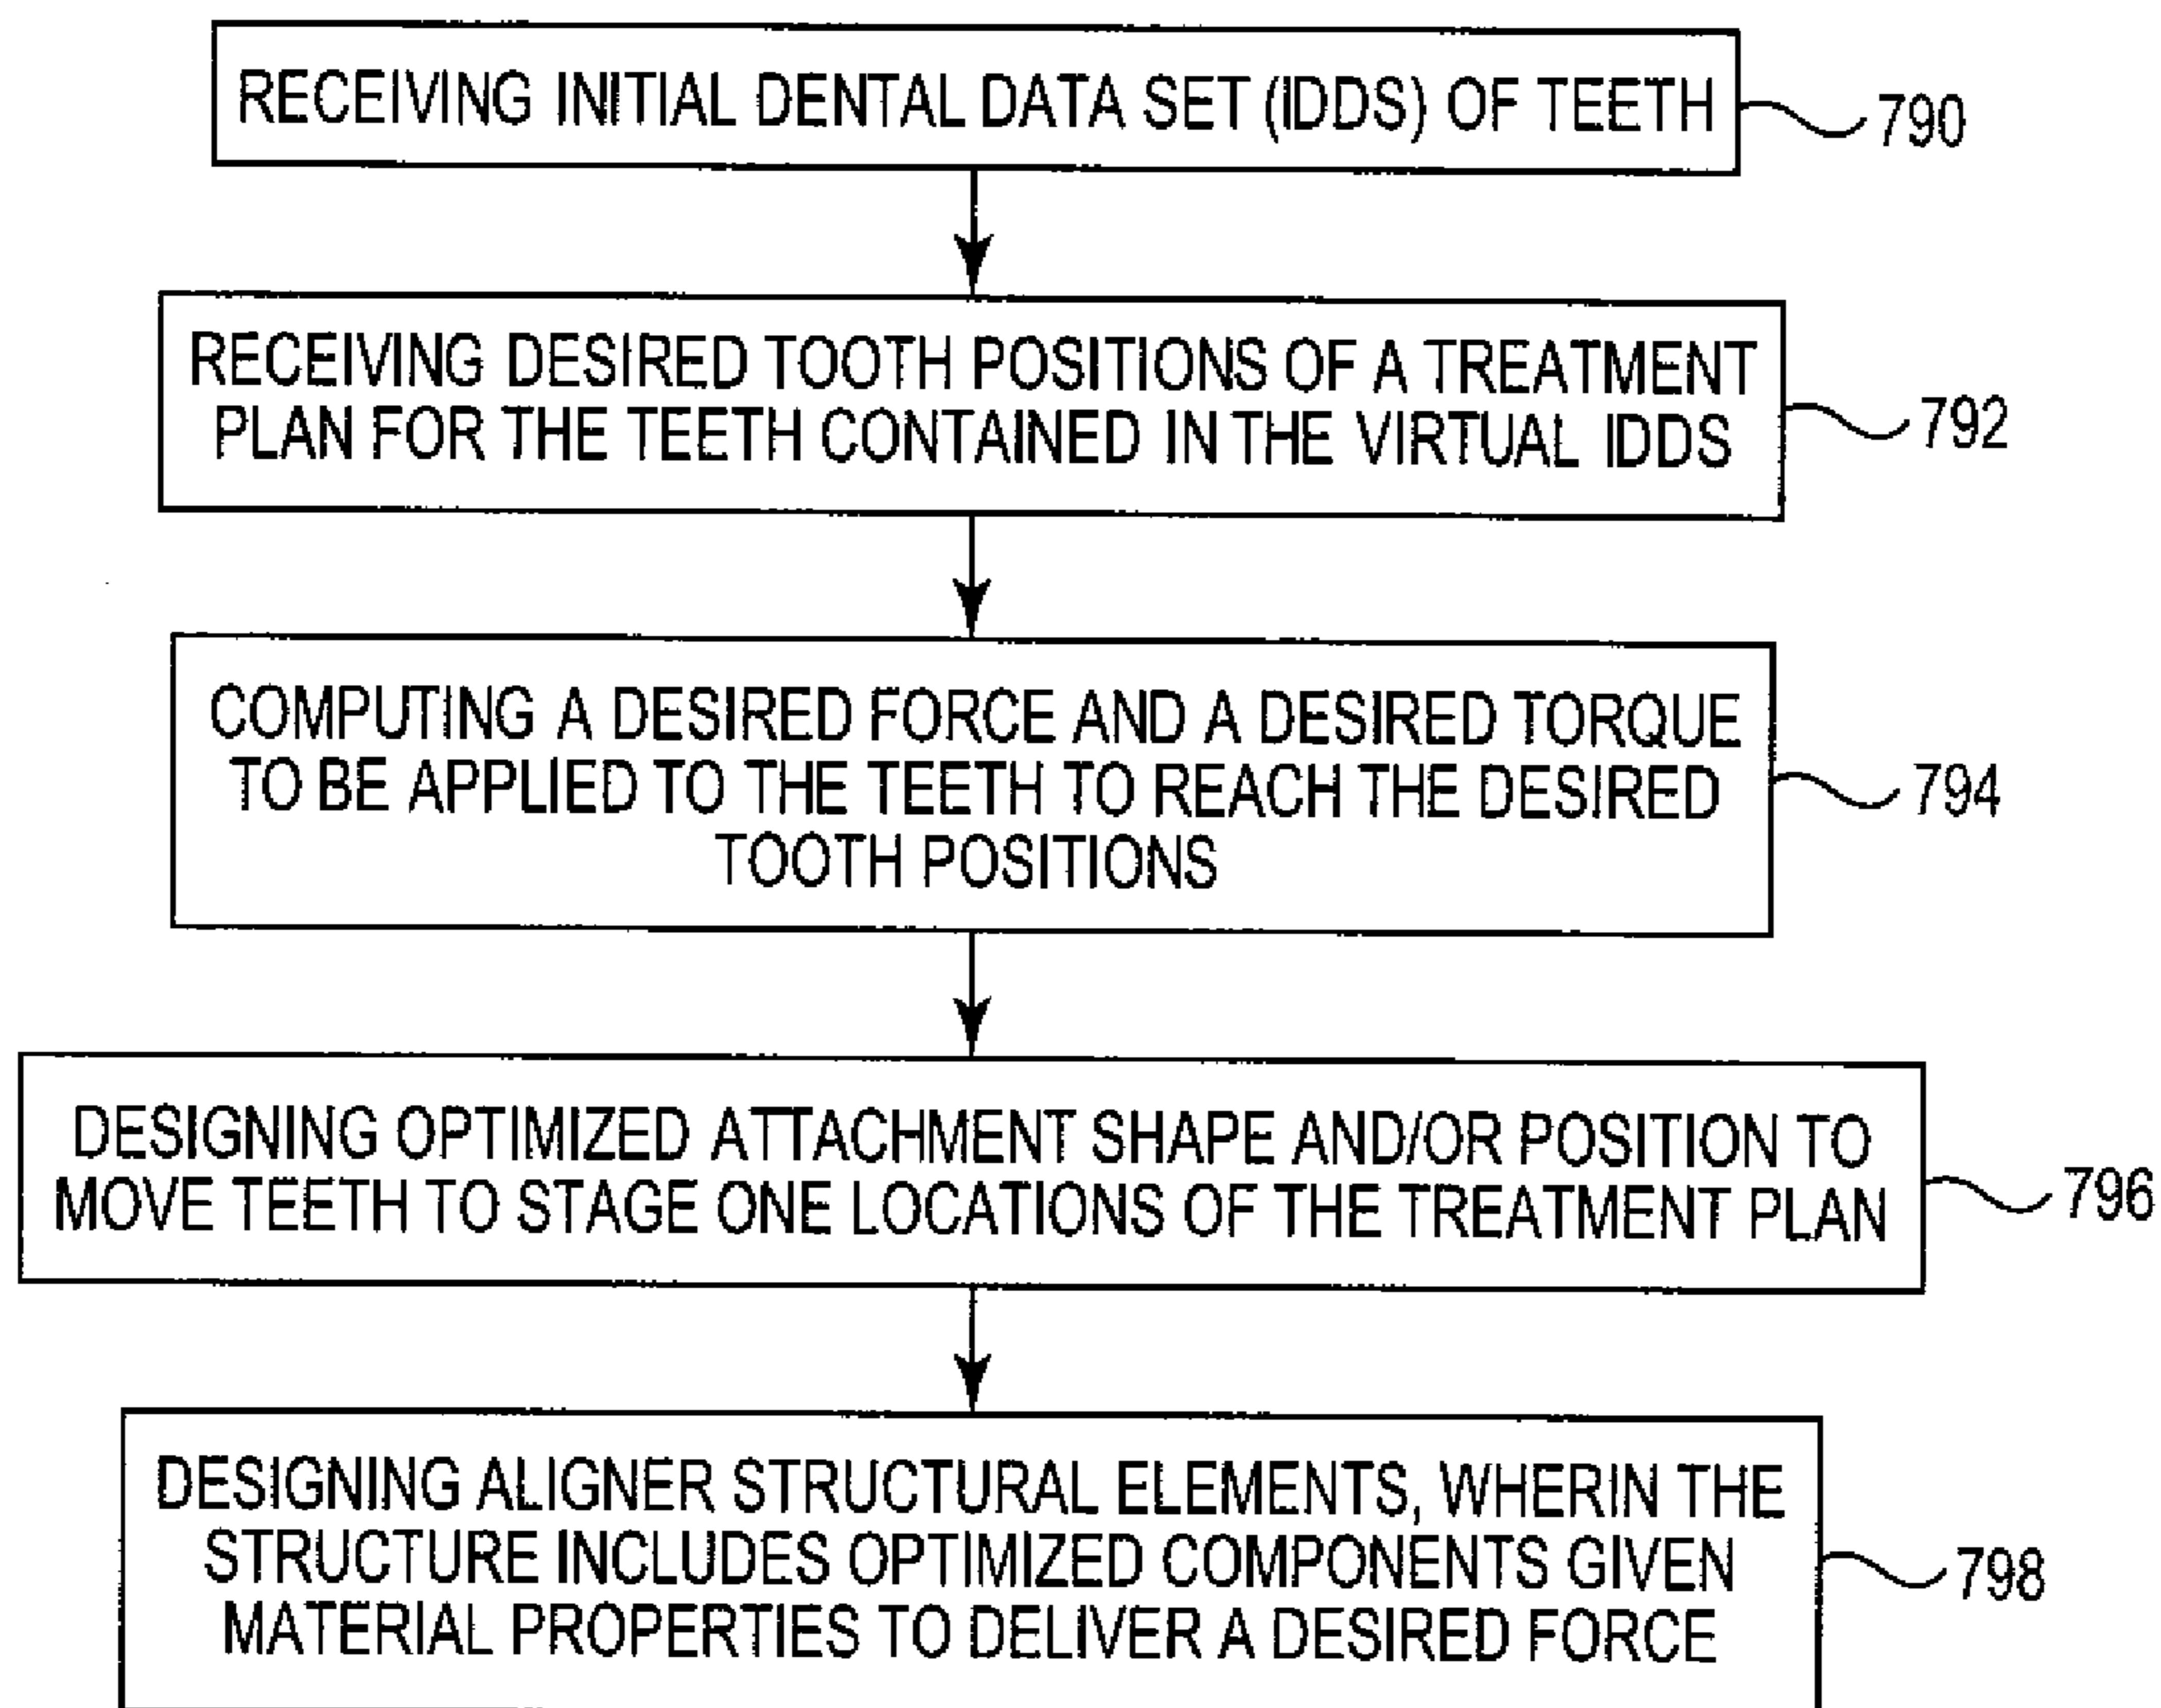 RECEIVING INITIAL DENTAL DATA SET (IDDS) OF TEETH
790
RECEIVING DESIRED TOOTH POSITIONS OF A TREATMENT
PLAN FOR THE TEETH CONTAINED IN THE VIRTUAL IDDS
792
COMPUTING A DESIRED FORCE AND A DESIRED TORQUE
TO BE APPLIED TO THE TEETH TO REACH THE DESIRED
TOOTH POSITIONS
794
DESIGNING OPTIMIZED ATTACHMENT SHAPE AND/OR POSITION TO
MOVE TEETH TO STAGE ONE LOCATIONS OF THE TREATMENT PLAN
796
DESIGNING ALIGNER STRUCTURAL ELEMENTS, WHERIN THE
STRUCTURE INCLUDES OPTIMIZED COMPONENTS GIVEN
MATERIAL PROPERTIES TO DELIVER A DESIRED FORCE
798